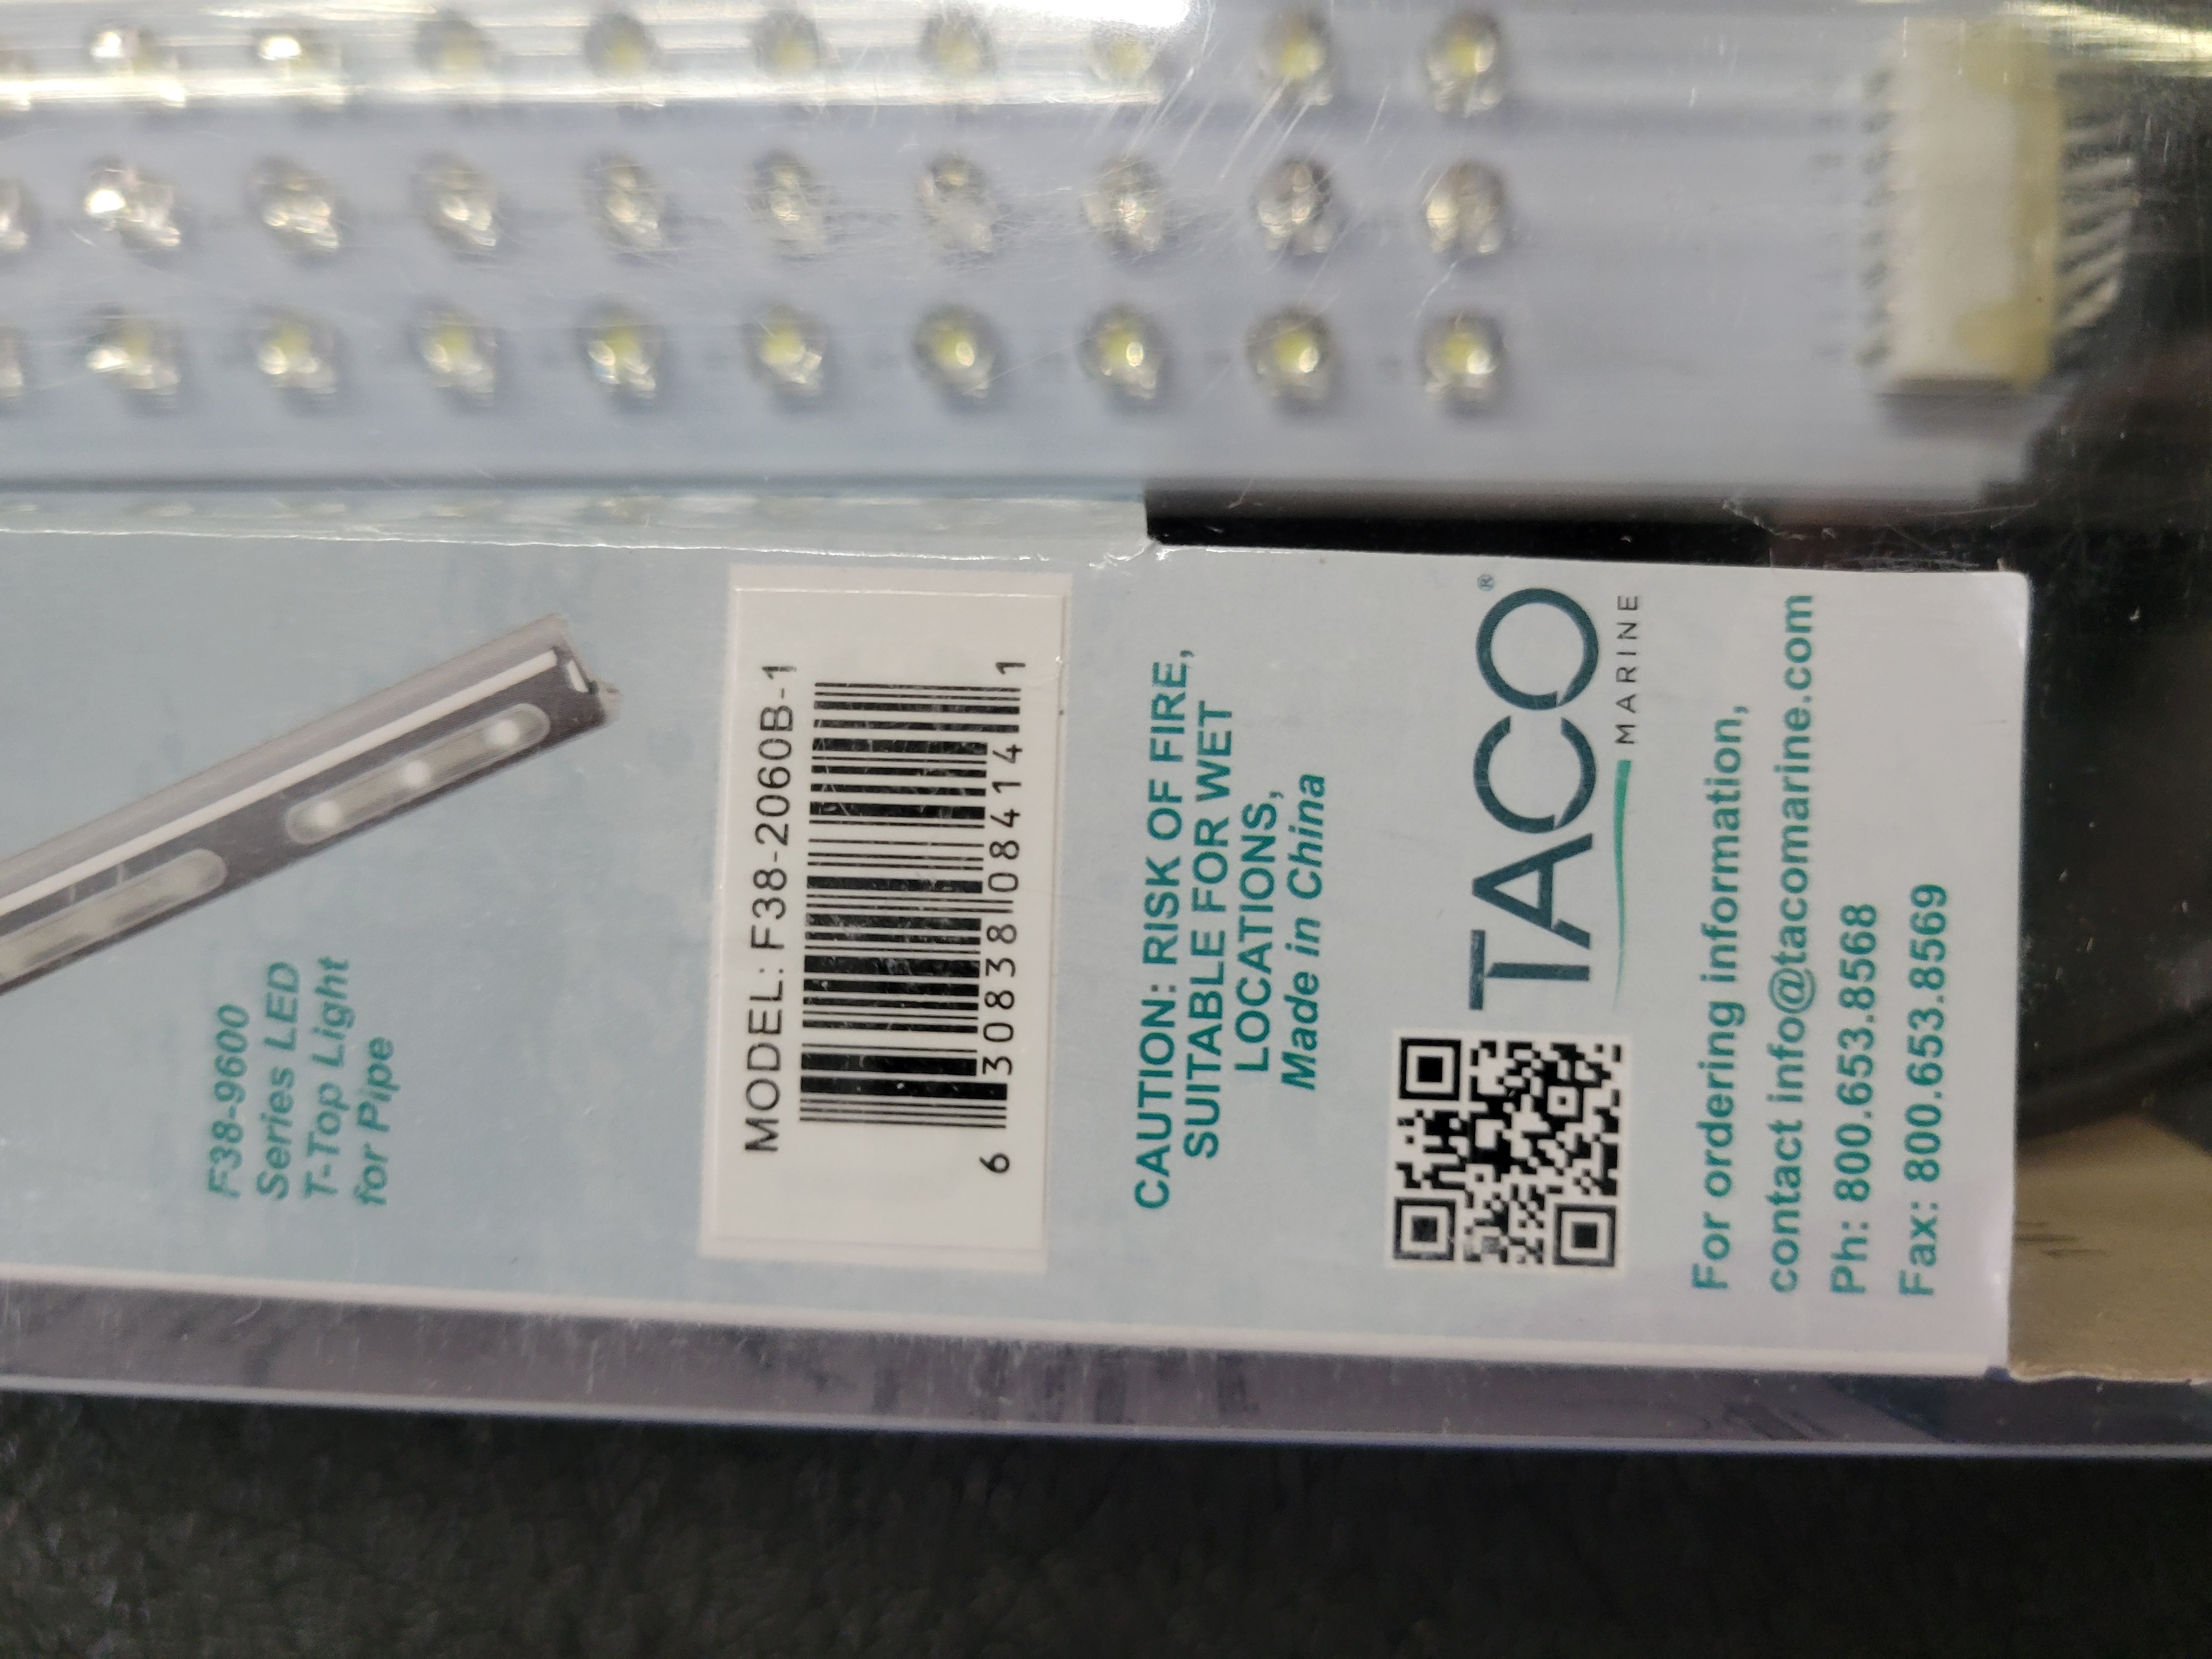 F38-9600
Series LED
T-Top Light
for Pipe
MODEL: F38-2060B-1
6 30838 08414 1
CAUTION: RISK OF FIRE,
SUITABLE FOR WET
LOCATIONS,
Made in China
TACO®
MARINE
For ordering information,
contact info@tacomarine.com
Ph: 800.653.8568
Fax: 800.653.8569